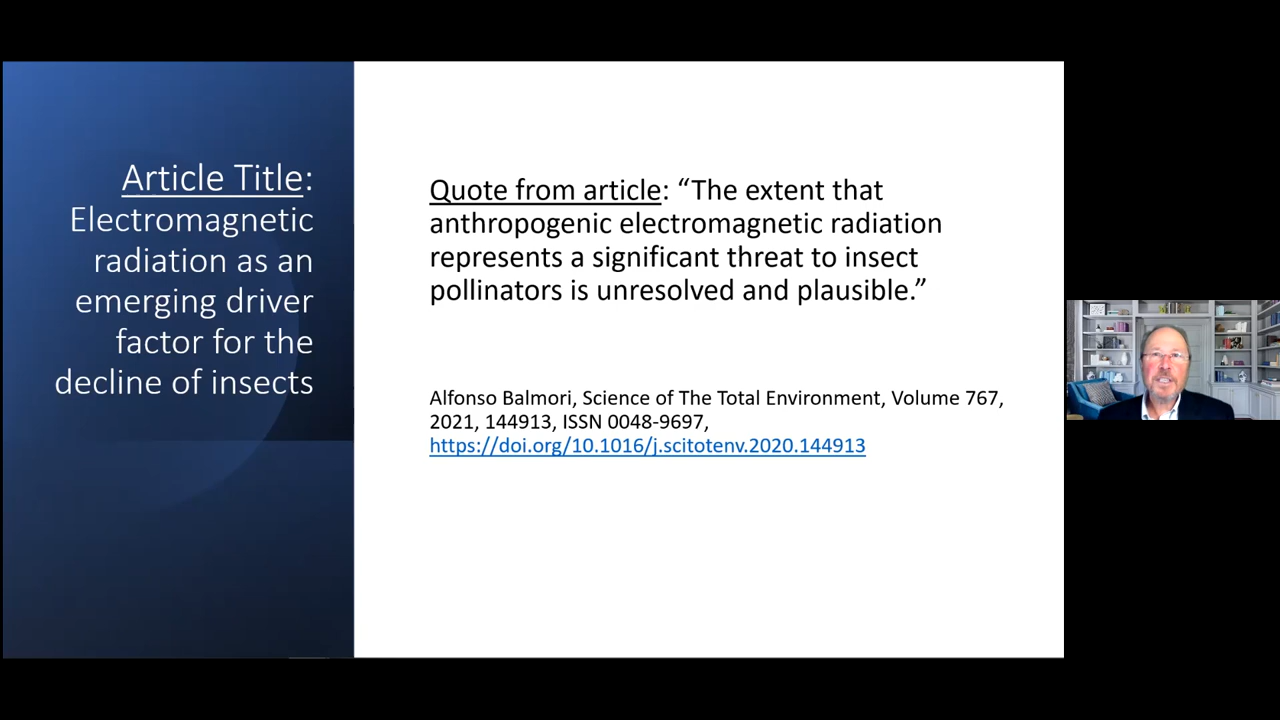 Article Title:
Electromagnetic
radiation as an
emerging driver
factor for the
decline of insects
Quote from article: “The extent that
anthropogenic electromagnetic radiation
represents a significant threat to insect
pollinators is unresolved and plausible.”
Alfonso Balmori, Science of The Total Environment, Volume 767,
2021, 144913, ISSN 0048-9697,
https://doi.org/10.1016/j.scitotenv.2020.144913